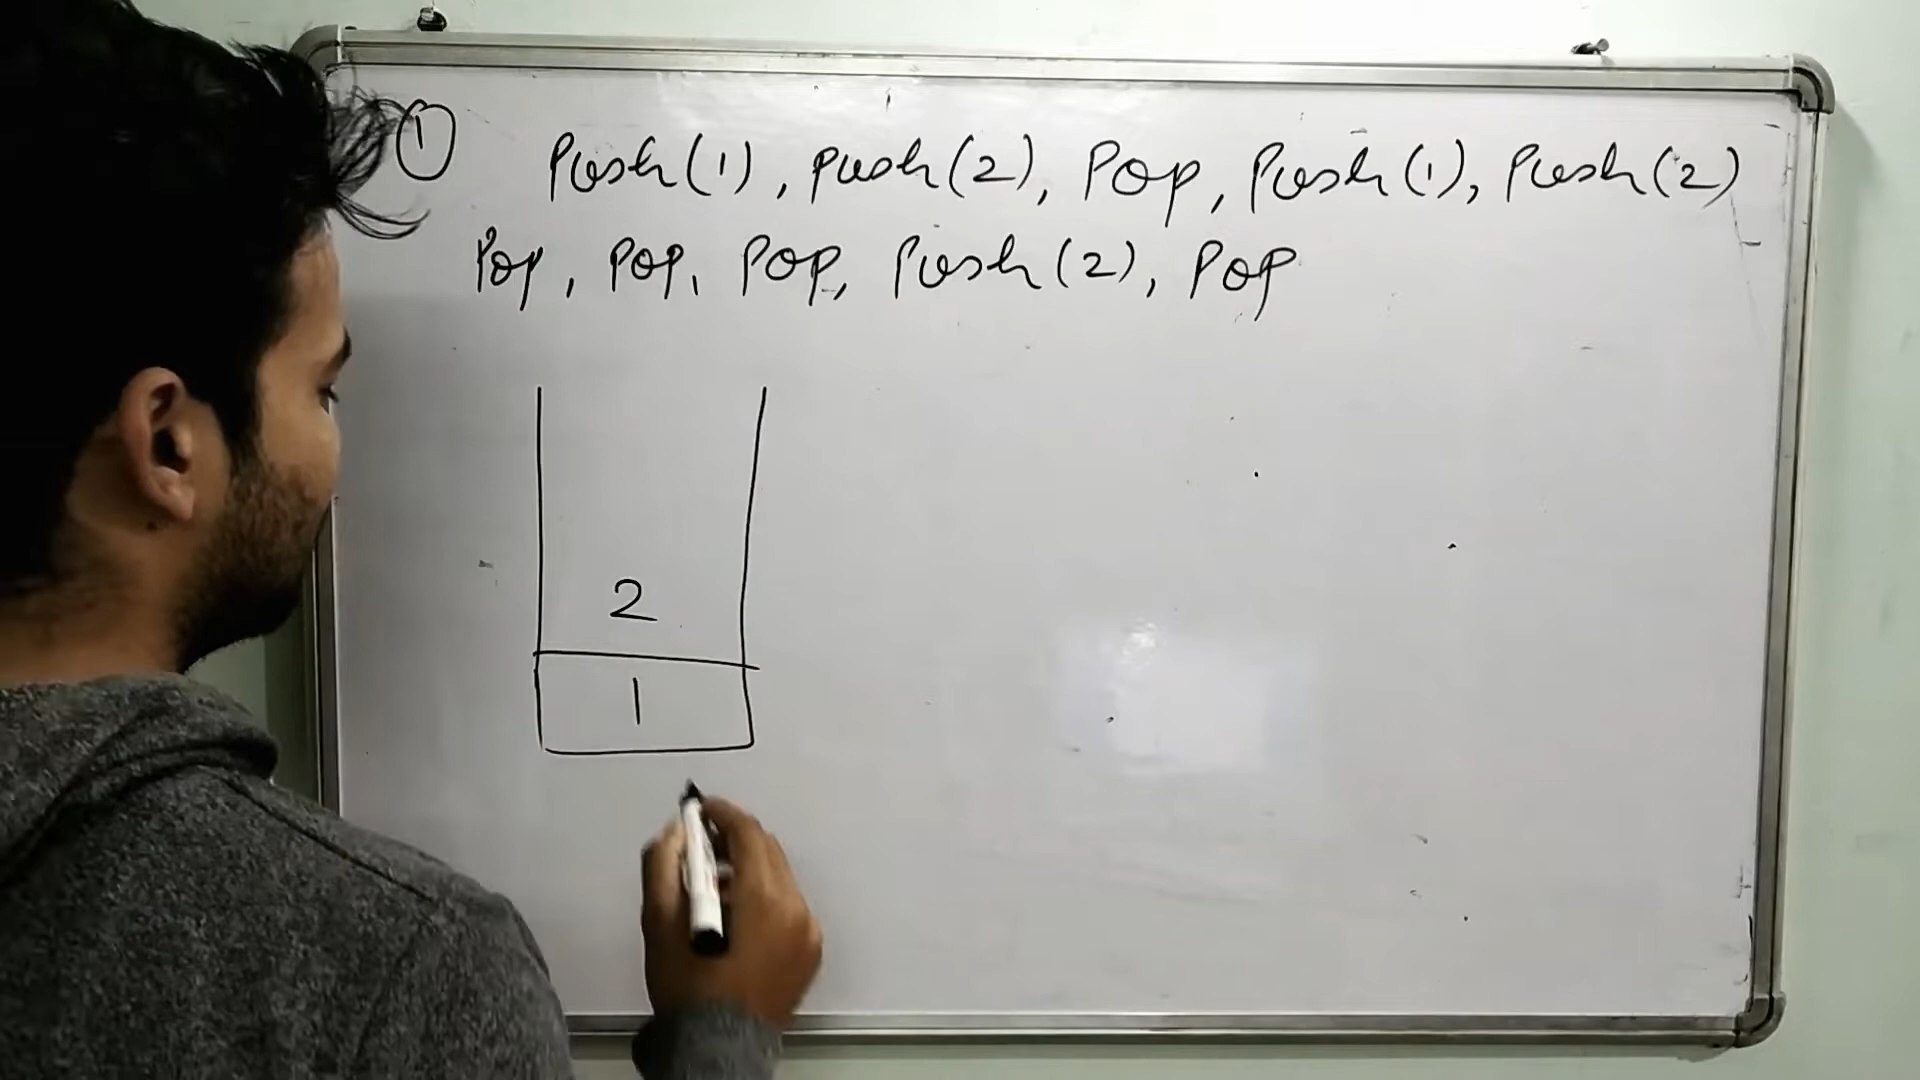 ① Push(1), push(2), Pop, Push(1), Push(2)
Pop, Pop, Pop, Push(2), Pop
2
1